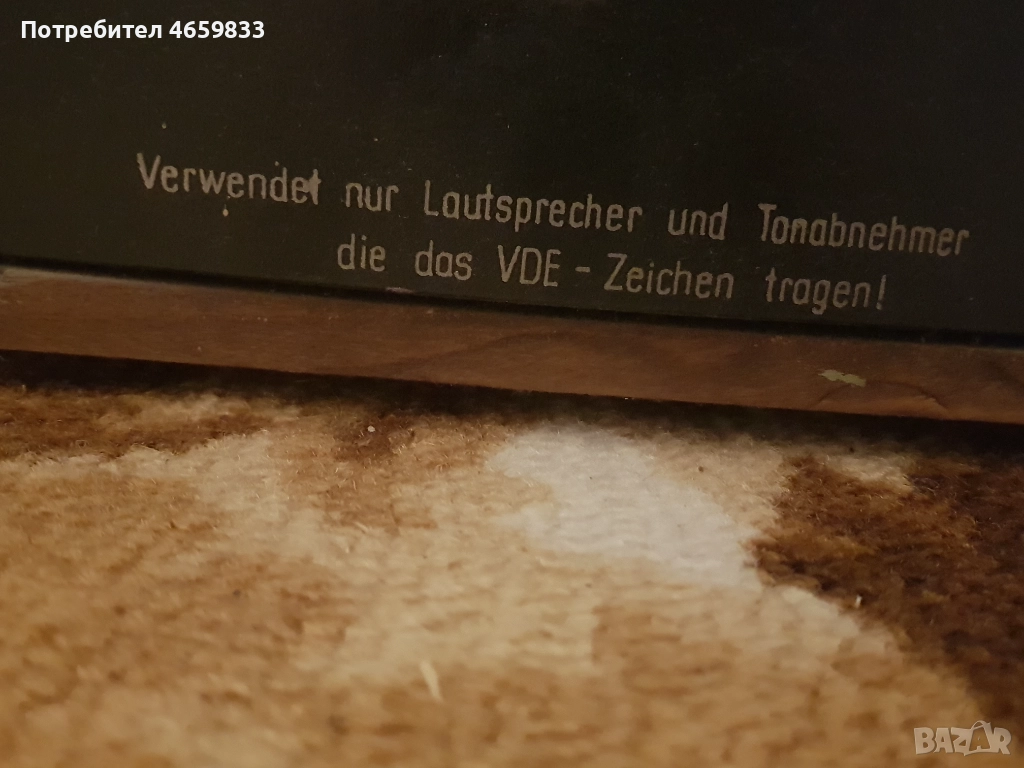 Потребител 4659833
Verwendet nur Lautsprecher und Tonabnehmer
die das VDE - Zeichen tragen!
BAZAR